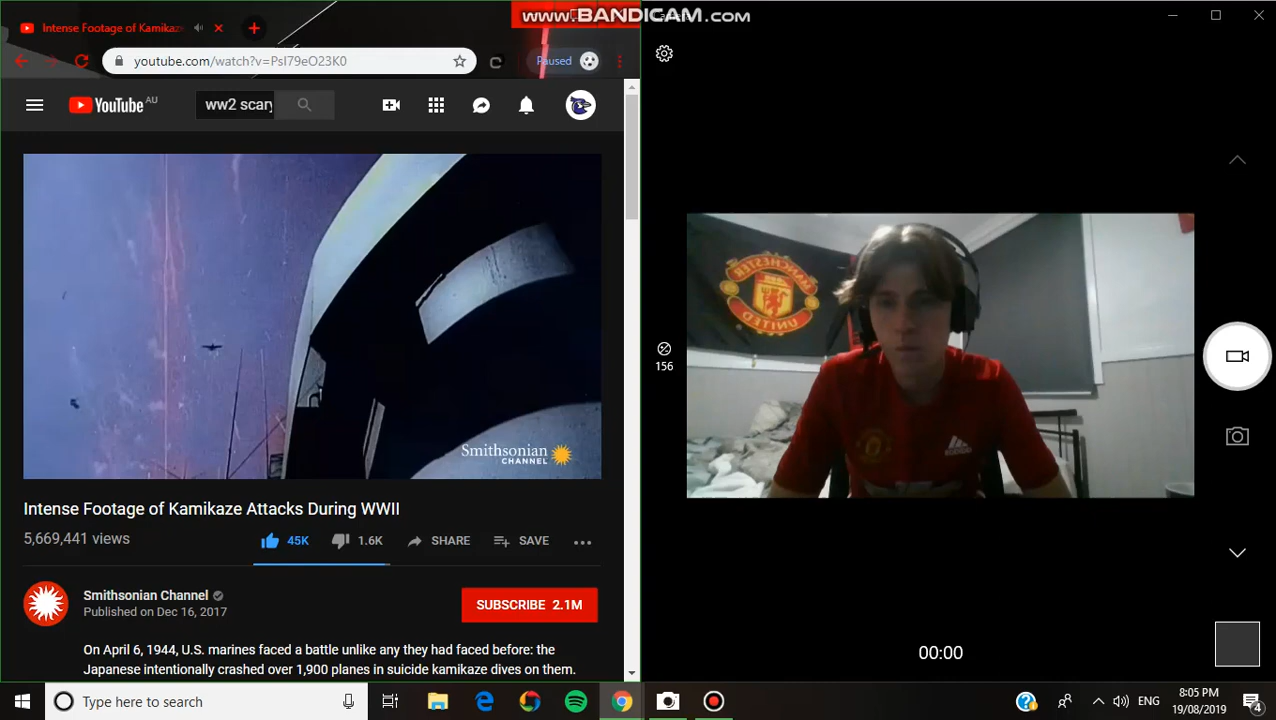 www.BANDICAM.com
Intense Footage of Kamikaze
youtube.com/watch?v=PsI79eO23K0
Paused
YouTube AU
ww2 scary
Smithsonian
CHANNEL
Intense Footage of Kamikaze Attacks During WWII
5,669,441 views
45K
1.6K
SHARE
SAVE
Smithsonian Channel
Published on Dec 16, 2017
SUBSCRIBE 2.1M
On April 6, 1944, U.S. marines faced a battle unlike any they had faced before: the
Japanese intentionally crashed over 1,900 planes in suicide kamikaze dives on them.
156
MANCHESTER
UNITED
adidas
00:00
Type here to search
ENG
8:05 PM
19/08/2019
4